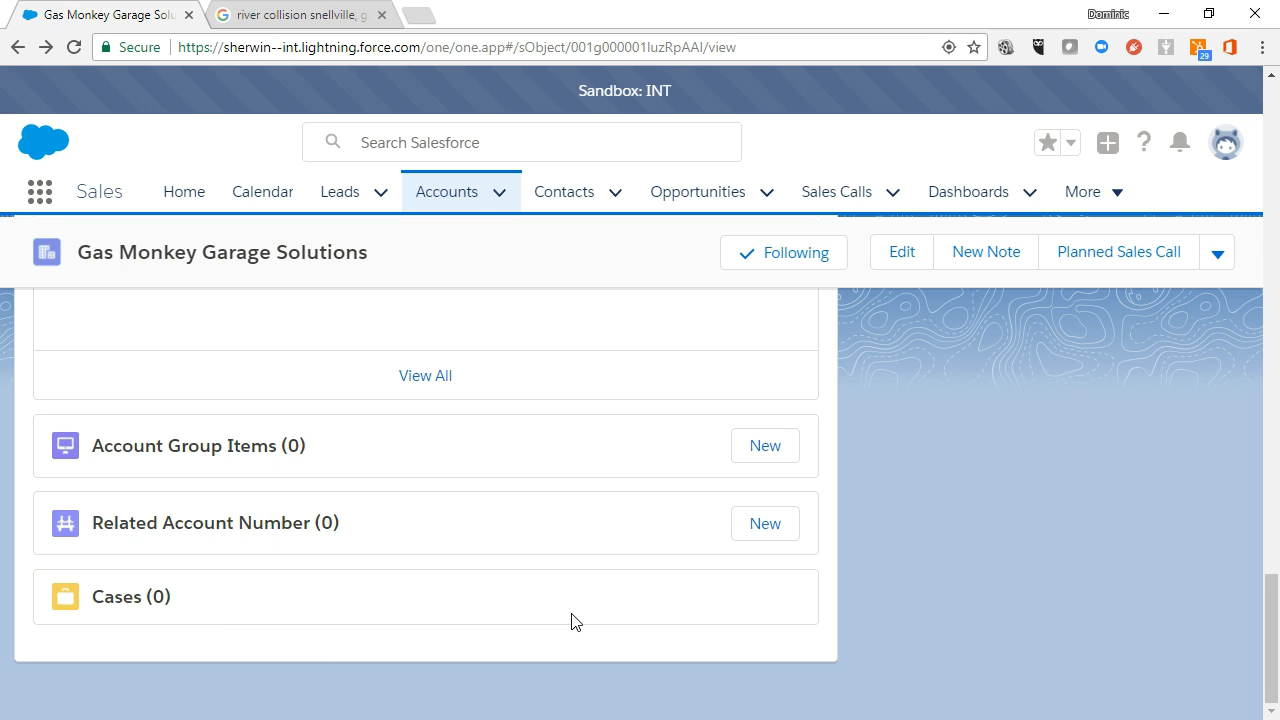 Gas Monkey Garage Solu
river collision snellville, g
Dominic
Secure
https://sherwin--int.lightning.force.com/one/one.app#/sObject/001g000001luzRpAAI/view
29
Sandbox: INT
Search Salesforce
Sales
Home
Calendar
Leads
Accounts
Contacts
Opportunities
Sales Calls
Dashboards
More
Gas Monkey Garage Solutions
Following
Edit
New Note
Planned Sales Call
View All
Account Group Items (0)
New
Related Account Number (0)
New
Cases (0)